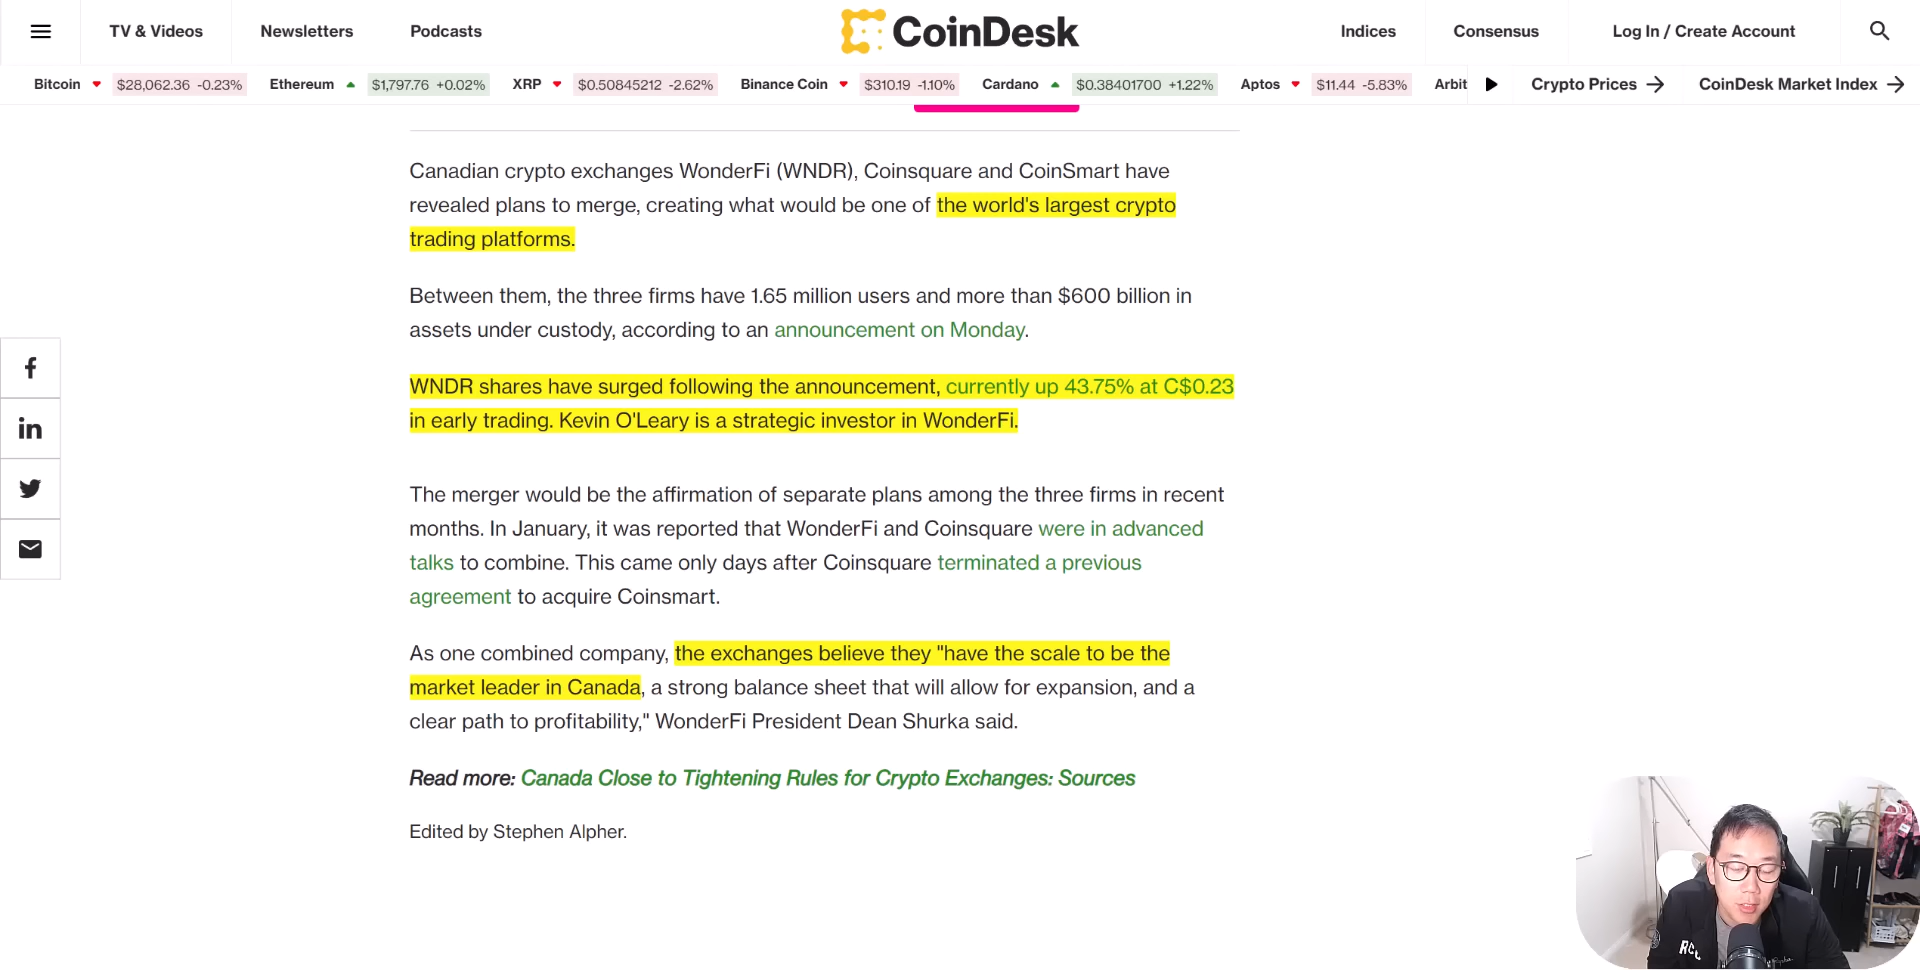 TV & Videos
Newsletters
Podcasts
CoinDesk
Indices
Consensus
Log In / Create Account
Bitcoin $28,062.36 -0.23% Ethereum $1,797.76 +0.02% XRP $0.50845212 -2.62% Binance Coin $310.19 -1.10% Cardano $0.38401700 +1.22% Aptos $11.44 -5.83% Arbit
Crypto Prices
CoinDesk Market Index
Canadian crypto exchanges WonderFi (WNDR), Coinsquare and CoinSmart have
revealed plans to merge, creating what would be one of the world's largest crypto
trading platforms.
Between them, the three firms have 1.65 million users and more than $600 billion in
assets under custody, according to an announcement on Monday.
WNDR shares have surged following the announcement, currently up 43.75% at C$0.23
in early trading. Kevin O'Leary is a strategic investor in WonderFi.
The merger would be the affirmation of separate plans among the three firms in recent
months. In January, it was reported that WonderFi and Coinsquare were in advanced
talks to combine. This came only days after Coinsquare terminated a previous
agreement to acquire Coinsmart.
As one combined company, the exchanges believe they "have the scale to be the
market leader in Canada, a strong balance sheet that will allow for expansion, and a
clear path to profitability," WonderFi President Dean Shurka said.
Read more: Canada Close to Tightening Rules for Crypto Exchanges: Sources
Edited by Stephen Alpher.